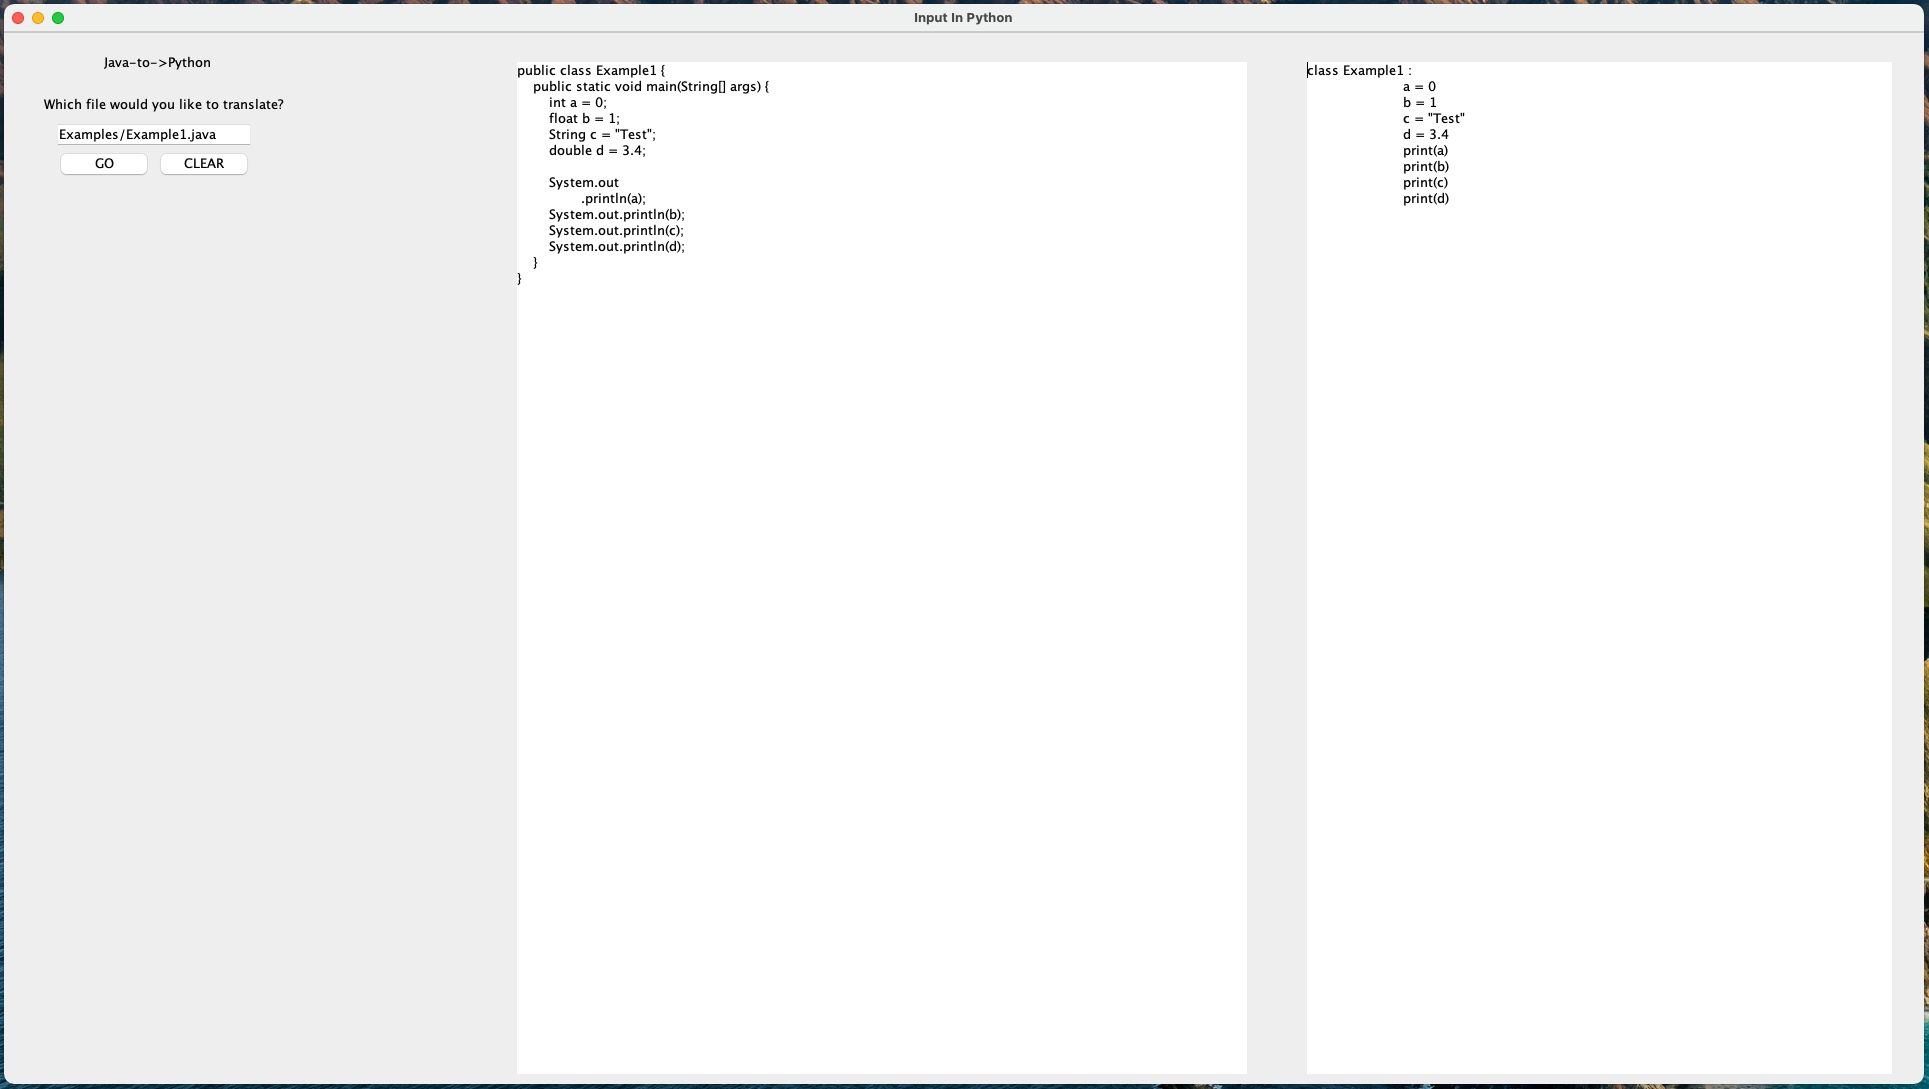 Input In Python
Java-to->Python
Which file would you like to translate?
Examples/Example1.java
GO
CLEAR
public class Example1 {
    public static void main(String[] args) {
        int a = 0;
        float b = 1;
        String c = "Test";
        double d = 3.4;

        System.out
                .println(a);
        System.out.println(b);
        System.out.println(c);
        System.out.println(d);
    }
}
class Example1 :
            a = 0
            b = 1
            c = "Test"
            d = 3.4
            print(a)
            print(b)
            print(c)
            print(d)